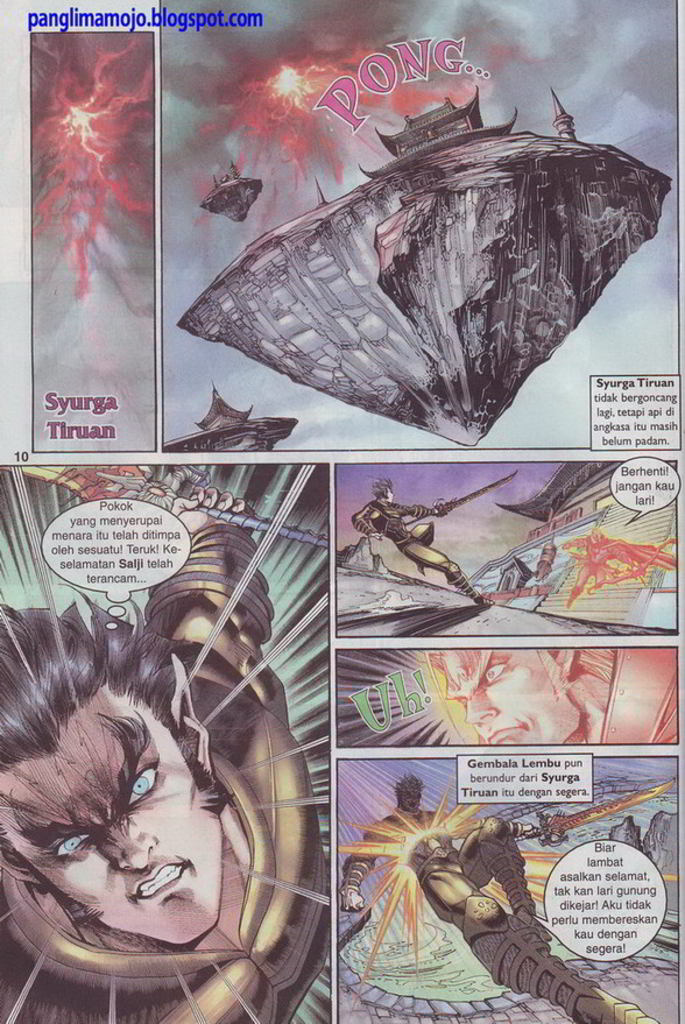 panglimamojo.blogspot.com
PONG...
Syurga
Tiruan
Syurga Tiruan
tidak bergoncang
lagi, tetapi api di
angkasa itu masih
belum padam.
10
Pokok
yang menyerupai
menara itu telah ditimpa
oleh sesuatu! Teruk! Ke-
selamatan Salji telah
terancam...
Berhenti!
jangan kau
lari!
Uh!
Gembala Lembu pun
berundur dari Syurga
Tiruan itu dengan segera.
Biar
lambat
asalkan selamat,
tak kan lari gunung
dikejar! Aku tidak
perlu membereskan
kau dengan
segera!